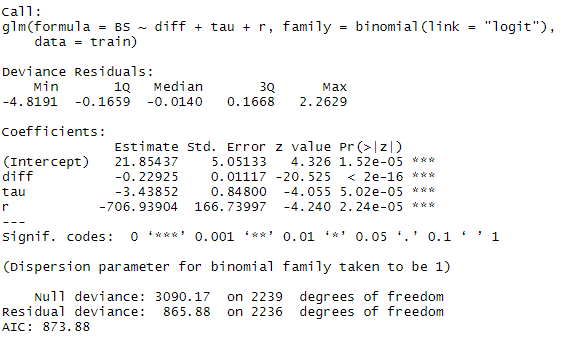 Call:
glm(formula = BS ~ diff + tau + r, family = binomial(link = "logit"),
    data = train)

Deviance Residuals:
    Min       1Q   Median       3Q      Max
-4.8191  -0.1659  -0.0140   0.1668   2.2629

Coefficients:
              Estimate Std. Error z value Pr(>|z|)
(Intercept)   21.85437    5.05133   4.326 1.52e-05 ***
diff          -0.22925    0.01117 -20.525  < 2e-16 ***
tau           -3.43852    0.84800  -4.055 5.02e-05 ***
r           -706.93904  166.73997  -4.240 2.24e-05 ***
---
Signif. codes:  0 ‘***’ 0.001 ‘**’ 0.01 ‘*’ 0.05 ‘.’ 0.1 ‘ ’ 1

(Dispersion parameter for binomial family taken to be 1)

    Null deviance: 3090.17  on 2239  degrees of freedom
Residual deviance:  865.88  on 2236  degrees of freedom
AIC: 873.88